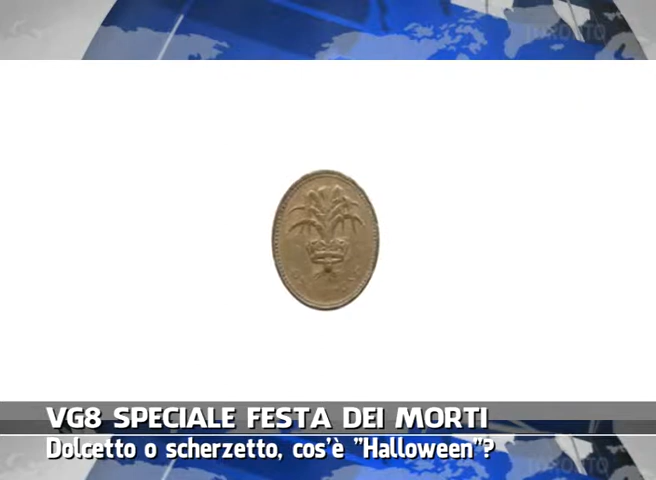 VG8 SPECIALE FESTA DEI MORTI
Dolcetto o scherzetto, cos'è "Halloween"?